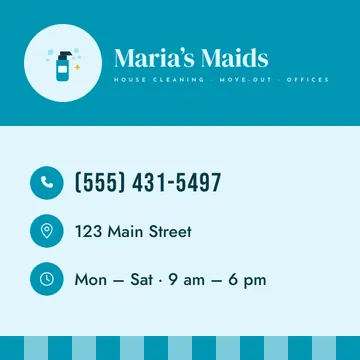 Maria's Maids
HOUSE CLEANING · MOVE-OUT · OFFICES
(555) 431-5497
123 Main Street
Mon – Sat · 9 am – 6 pm